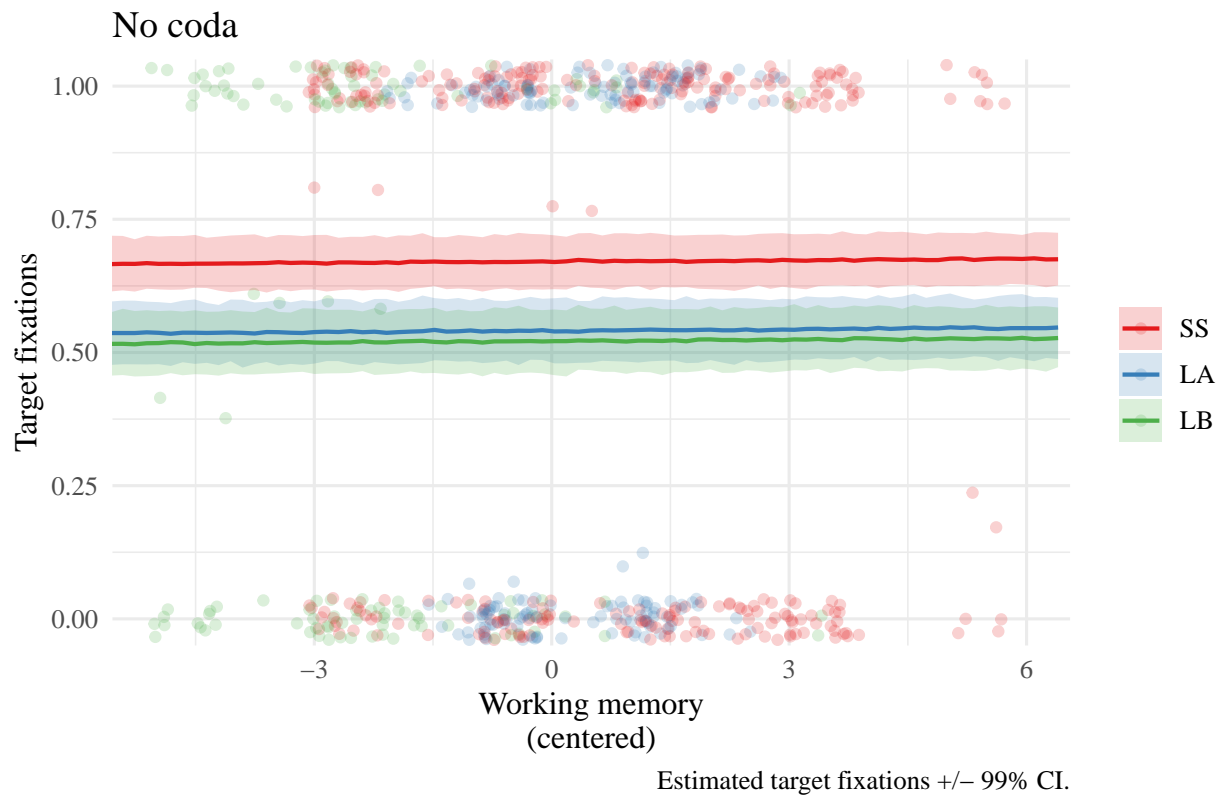 No coda
1.00
0.75
0.50
0.25
0.00
Target fixations
−3 0 3 6
Working memory
(centered)
SS
LA
LB
Estimated target fixations +/− 99% CI.